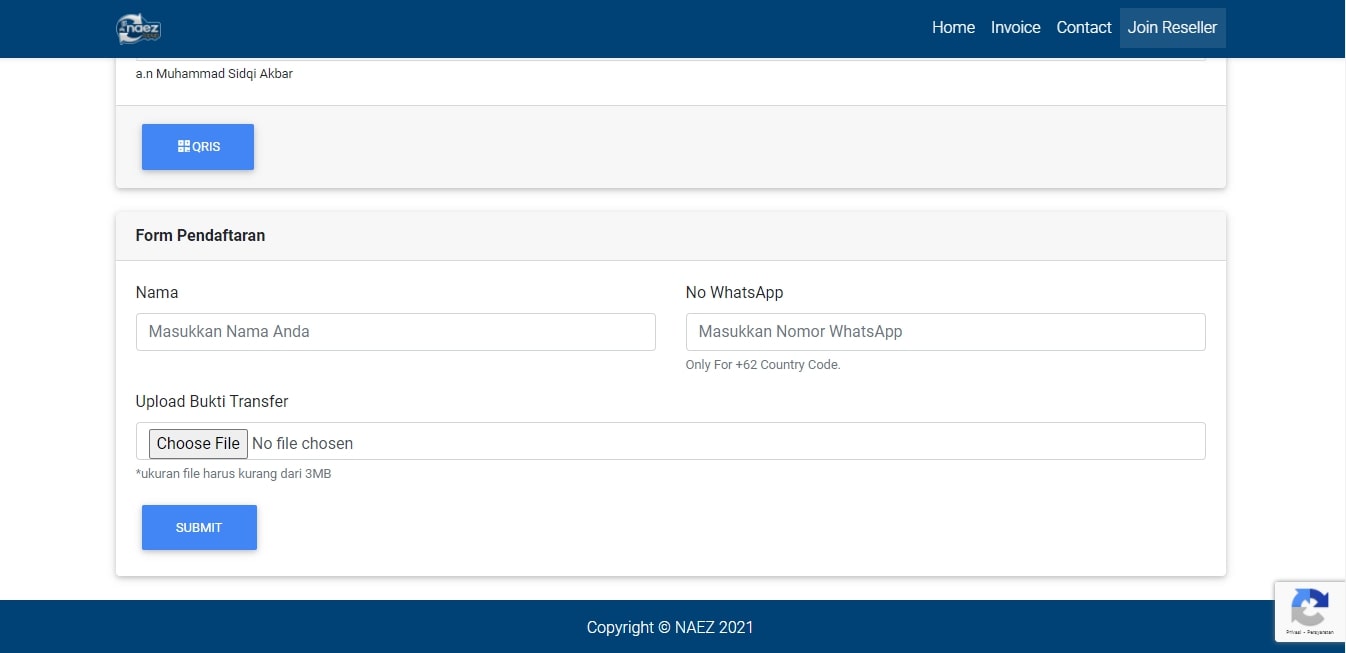 naez
Home Invoice Contact Join Reseller
a.n Muhammad Sidqi Akbar
QRIS
Form Pendaftaran
Nama
No WhatsApp
Masukkan Nama Anda
Masukkan Nomor WhatsApp
Only For +62 Country Code.
Upload Bukti Transfer
Choose File No file chosen
*ukuran file harus kurang dari 3MB
SUBMIT
Copyright © NAEZ 2021
Privasi - Persyaratan